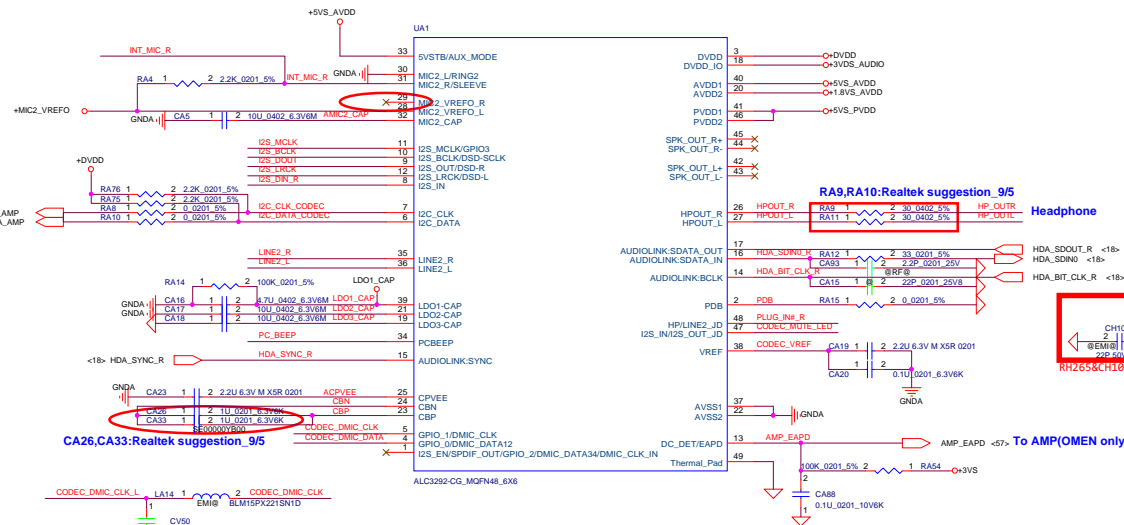 +5VS_AVDD
UA1
INT_MIC_R
33 5VSTB/AUX_MODE
DVDD 3 +DVDD
DVDD_IO 18 +3VDS_AUDIO
GNDA 30 MIC2_L/RING2
RA4 1 2 2.2K_0201_5% INT_MIC_R 31 MIC2_R/SLEEVE
AVDD1 40 +5VS_AVDD
AVDD2 20 +1.8VS_AVDD
29 MIC2_VREFO_R
+MIC2_VREFO 28 MIC2_VREFO_L
PVDD1 41 +5VS_PVDD
PVDD2 46
GNDA CA5 1 2 10U_0402_6.3V6M AMIC2_CAP 32 MIC2_CAP
SPK_OUT_R+ 45
SPK_OUT_R- 44
I2S_MCLK 11 I2S_MCLK/GPIO3
I2S_BCLK 10 I2S_BCLK/DSD-SCLK
I2S_DOUT 9 I2S_OUT/DSD-R
I2S_LRCK 12 I2S_LRCK/DSD-L
I2S_DIN_R 8 I2S_IN
SPK_OUT_L+ 42
SPK_OUT_L- 43
+DVDD
RA9,RA10:Realtek suggestion_9/5
RA76 1 2 2.2K_0201_5%
RA75 1 2 2.2K_0201_5%
_AMP RA8 1 2 0_0201_5% I2C_CLK_CODEC 7 I2C_CLK
A_AMP RA10 1 2 0_0201_5% I2C_DATA_CODEC 6 I2C_DATA
HPOUT_R 26 HPOUT_R RA9 1 2 30_0402_5% HP_OUTR
HPOUT_L 27 HPOUT_L RA11 1 2 30_0402_5% HP_OUTL
Headphone
LINE2_R 35 LINE2_R
LINE2_L 36 LINE2_L
AUDIOLINK:SDATA_OUT 17 HDA_SDOUT_R <18>
AUDIOLINK:SDATA_IN 16 HDA_SDIN0_R RA12 1 2 33_0201_5% HDA_SDIN0 <18>
CA93 1 2 2.2P_0201_25V
@RF@
AUDIOLINK:BCLK 14 HDA_BIT_CLK_R HDA_BIT_CLK_R <18>
CA15 1 @ 2 22P_0201_25V8
RA14 1 2 100K_0201_5% LDO1_CAP
GNDA CA16 1 2 4.7U_0402_6.3V6M LDO1_CAP 39 LDO1-CAP
GNDA CA17 1 2 10U_0402_6.3V6M LDO2_CAP 21 LDO2-CAP
CA18 1 2 10U_0402_6.3V6M LDO3_CAP 19 LDO3-CAP
PDB 2 PDB RA15 1 2 0_0201_5%
HP/LINE2_JD 48 PLUG_IN#_R
I2S_IN/I2S_OUT_JD 47 CODEC_MUTE_LED
PC_BEEP 34 PCBEEP
<18> HDA_SYNC_R HDA_SYNC_R 15 AUDIOLINK:SYNC
VREF 38 CODEC_VREF CA19 1 2 2.2U 6.3V M X5R 0201
CA20 1 2 0.1U_0201_6.3V6K
GNDA
CH10
2
@EMI@
22P 50V
RH265&CH10
GNDA CA23 1 2 2.2U 6.3V M X5R 0201 ACPVEE 25 CPVEE
CBN 24 CBN
CA26 1 2 1U_0201_6.3V6K CBP 23 CBP
CA33 1 2 1U_0201_6.3V6K
SE00000YB00
AVSS1 37
AVSS2 22 GNDA
CA26,CA33:Realtek suggestion_9/5
CODEC_DMIC_CLK 5 GPIO_1/DMIC_CLK
CODEC_DMIC_DATA 4 GPIO_0/DMIC_DATA12
1 I2S_EN/SPDIF_OUT/GPIO_2/DMIC_DATA34/DMIC_CLK_IN
DC_DET/EAPD 13 AMP_EAPD AMP_EAPD <57> To AMP(OMEN only
Thermal_Pad 49
100K_0201_5% 2 1 RA54 +3VS
ALC3292-CG_MQFN48_6X6
2
CA88
0.1U_0201_10V6K
1
CODEC_DMIC_CLK_L LA14 1 2 CODEC_DMIC_CLK
EMI@ BLM15PX221SN1D
1
CV50